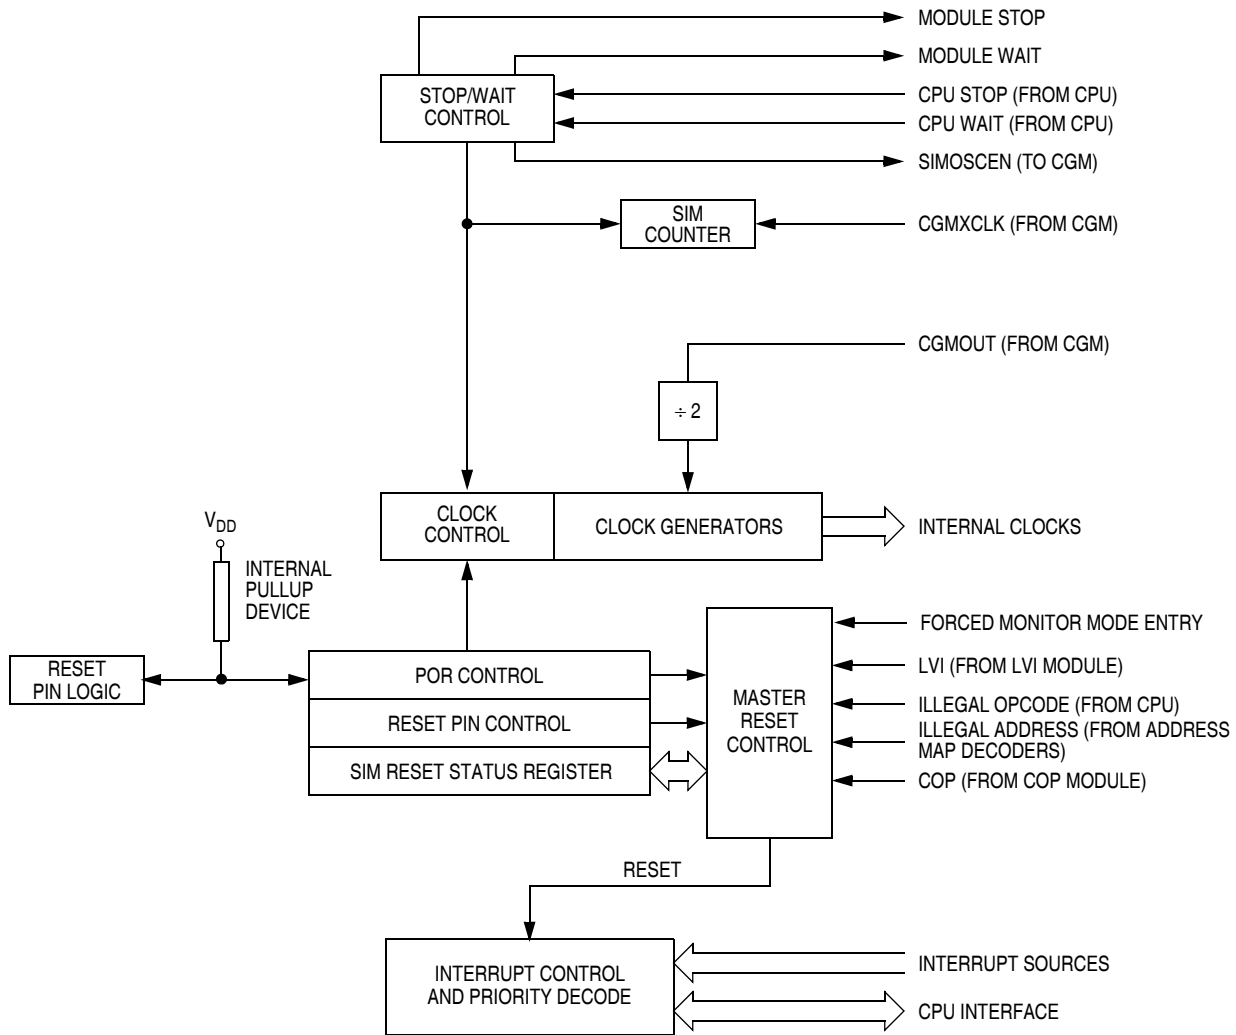 MODULE STOP
MODULE WAIT
STOP/WAIT
CONTROL
CPU STOP (FROM CPU)
CPU WAIT (FROM CPU)
SIMOSCEN (TO CGM)
SIM
COUNTER
CGMXCLK (FROM CGM)
CGMOUT (FROM CGM)
÷ 2
CLOCK
CONTROL
CLOCK GENERATORS
INTERNAL CLOCKS
VDD
INTERNAL
PULLUP
DEVICE
RESET
PIN LOGIC
POR CONTROL
RESET PIN CONTROL
SIM RESET STATUS REGISTER
MASTER
RESET
CONTROL
FORCED MONITOR MODE ENTRY
LVI (FROM LVI MODULE)
ILLEGAL OPCODE (FROM CPU)
ILLEGAL ADDRESS (FROM ADDRESS
MAP DECODERS)
COP (FROM COP MODULE)
RESET
INTERRUPT CONTROL
AND PRIORITY DECODE
INTERRUPT SOURCES
CPU INTERFACE